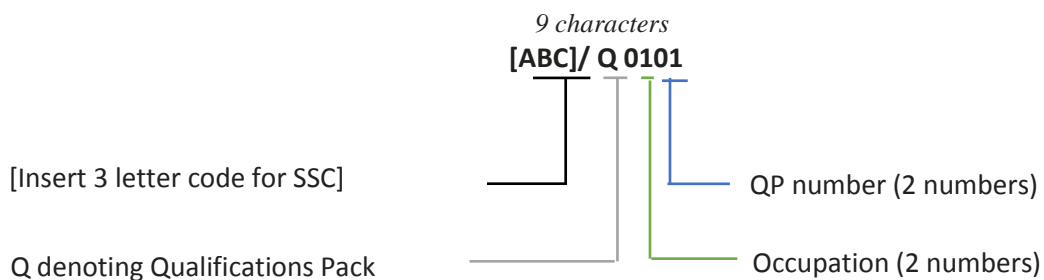 9 characters
[ABC]/ Q 0101
[Insert 3 letter code for SSC]
QP number (2 numbers)
Q denoting Qualifications Pack
Occupation (2 numbers)